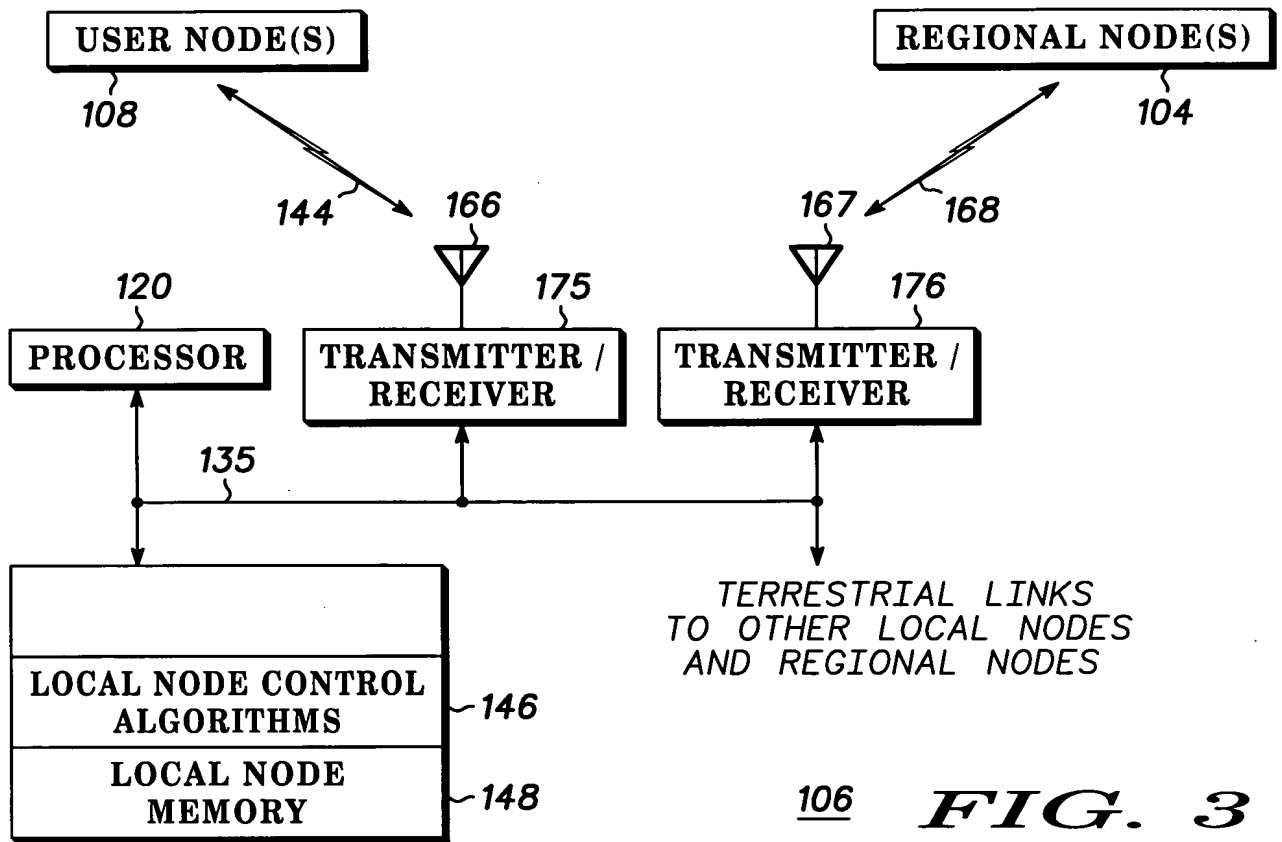 USER NODE(S)
REGIONAL NODE(S)
108
104
144
166
167
168
120
175
176
PROCESSOR
TRANSMITTER /
RECEIVER
TRANSMITTER /
RECEIVER
135
TERRESTRIAL LINKS
TO OTHER LOCAL NODES
AND REGIONAL NODES
LOCAL NODE CONTROL
ALGORITHMS
146
LOCAL NODE
MEMORY
148
106 FIG. 3